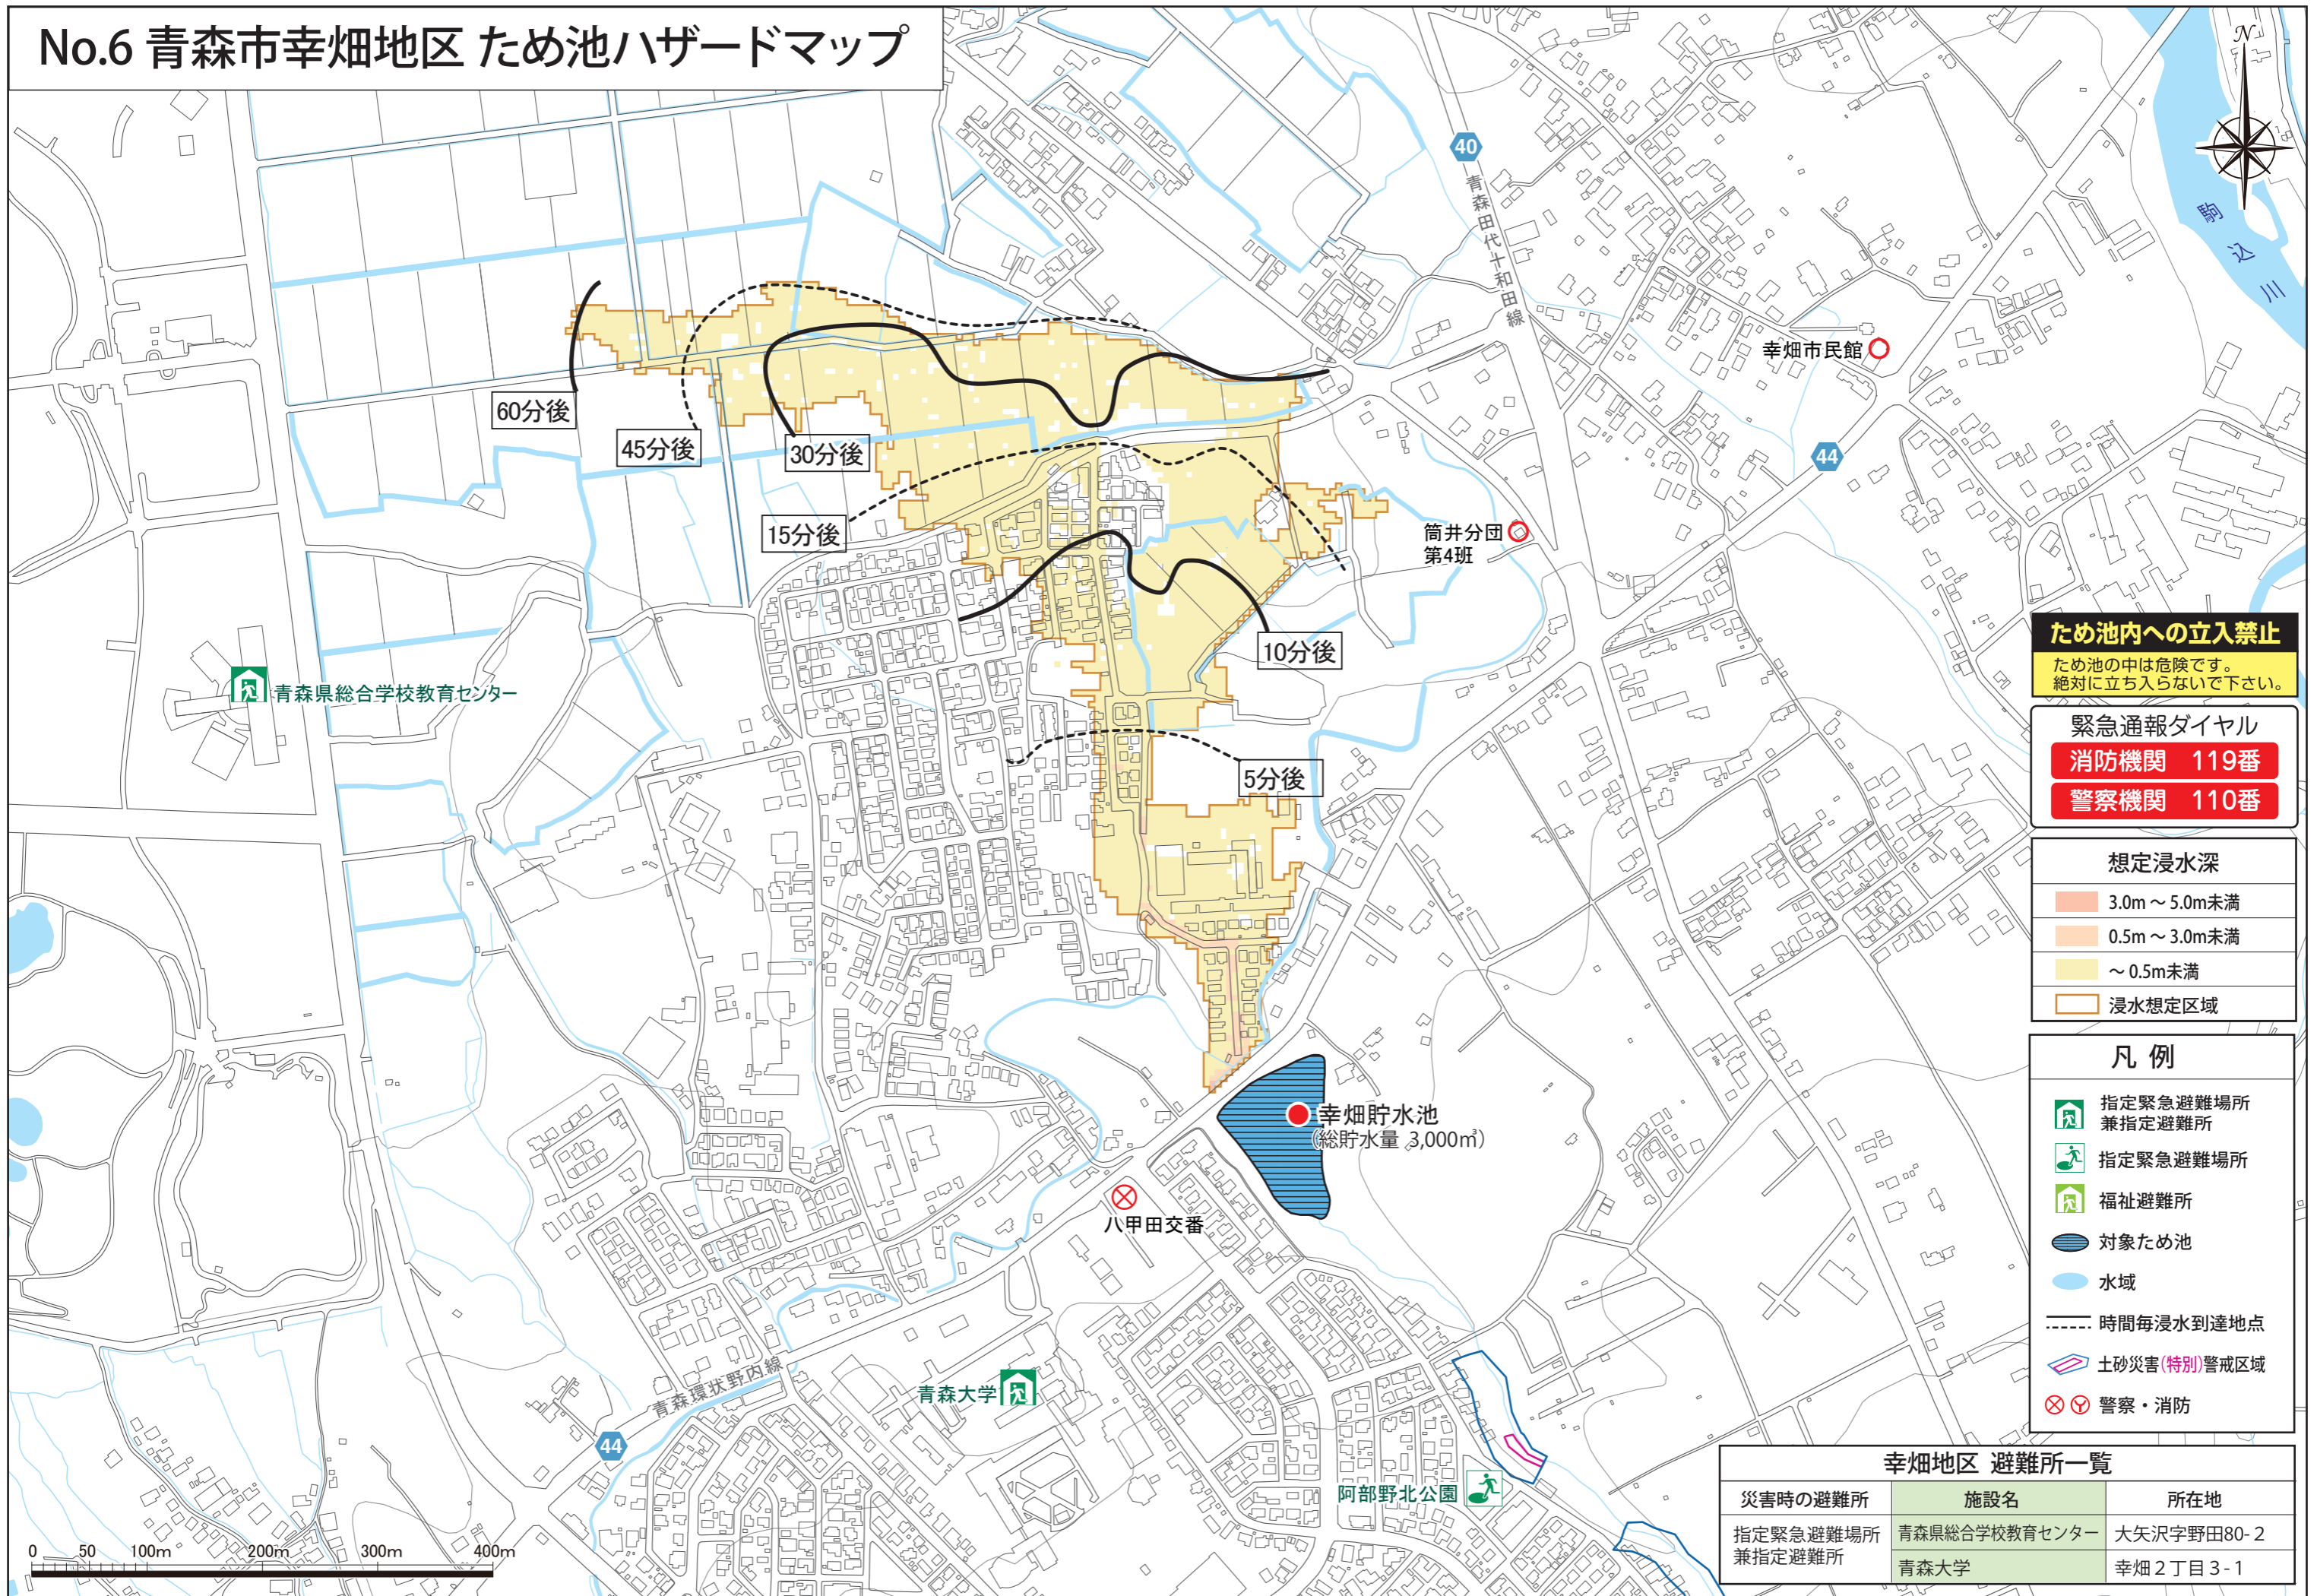 No.6 青森市幸畑地区 ため池ハザードマップ
N
駒込川
40
青森田代十和田線
幸畑市民館
44
60分後
45分後
30分後
15分後
筒井分団
第4班
10分後
青森県総合学校教育センター
5分後
ため池内への立入禁止
ため池の中は危険です。
絶対に立ち入らないで下さい。
緊急通報ダイヤル
消防機関 119番
警察機関 110番
想定浸水深
3.0m ～ 5.0m未満
0.5m ～ 3.0m未満
～ 0.5m未満
浸水想定区域
幸畑貯水池
(総貯水量 3,000㎥)
八甲田交番
凡 例
指定緊急避難場所
兼指定避難所
指定緊急避難場所
福祉避難所
対象ため池
水域
時間毎浸水到達地点
土砂災害(特別)警戒区域
警察・消防
青森環状野内線
44
青森大学
阿部野北公園
幸畑地区 避難所一覧
災害時の避難所 施設名 所在地
指定緊急避難場所
兼指定避難所
青森県総合学校教育センター 大矢沢字野田80-2
青森大学 幸畑2丁目3-1
0 50 100m 200m 300m 400m